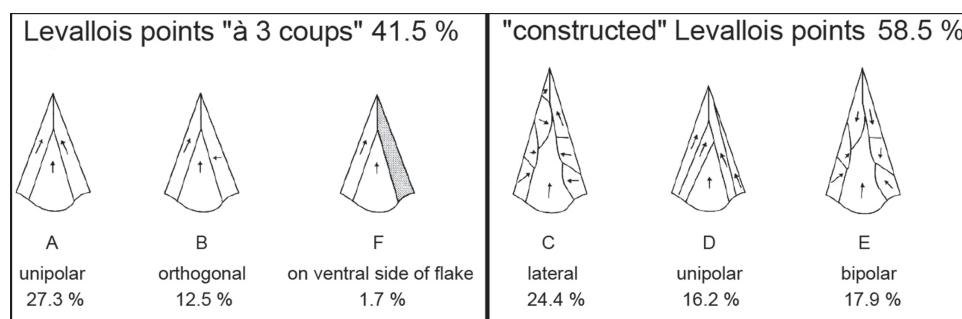 Levallois points "à 3 coups" 41.5 %
"constructed" Levallois points 58.5 %
A
B
F
C
D
E
unipolar
orthogonal
on ventral side of flake
lateral
unipolar
bipolar
27.3 %
12.5 %
1.7 %
24.4 %
16.2 %
17.9 %